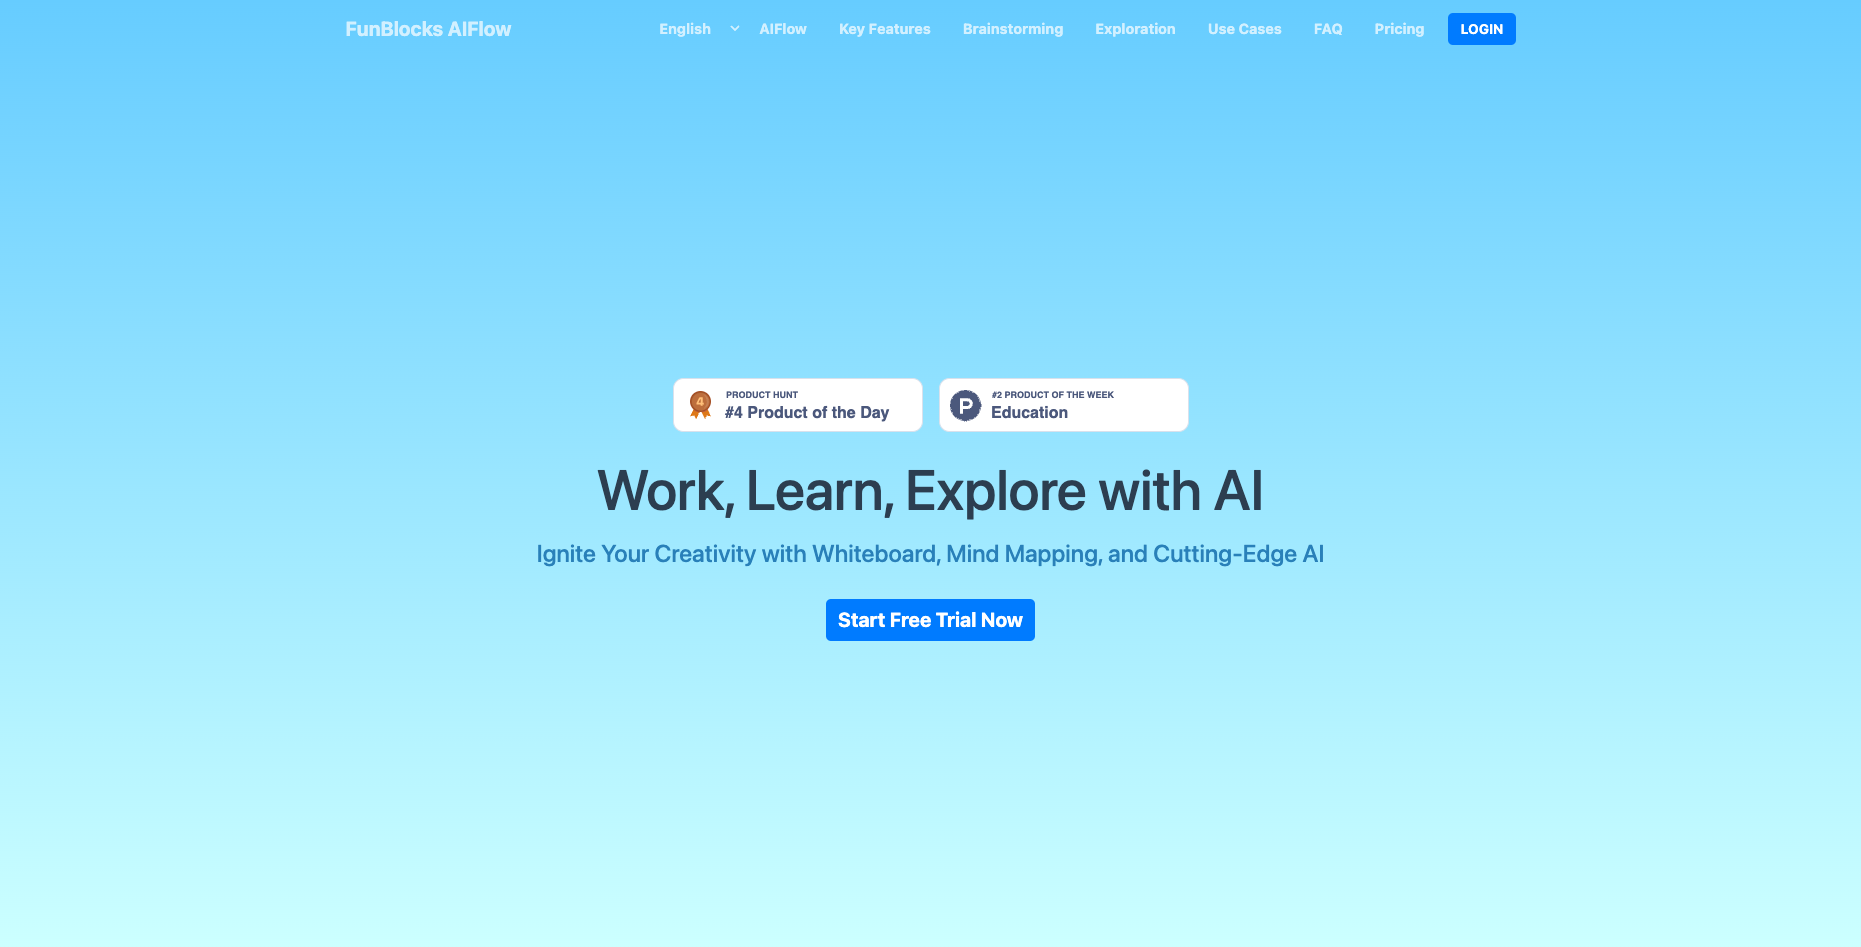 FunBlocks AIFlow
English AIFlow Key Features Brainstorming Exploration Use Cases FAQ Pricing LOGIN
4
PRODUCT HUNT
#4 Product of the Day
P
#2 PRODUCT OF THE WEEK
Education
Work, Learn, Explore with AI
Ignite Your Creativity with Whiteboard, Mind Mapping, and Cutting-Edge AI
Start Free Trial Now